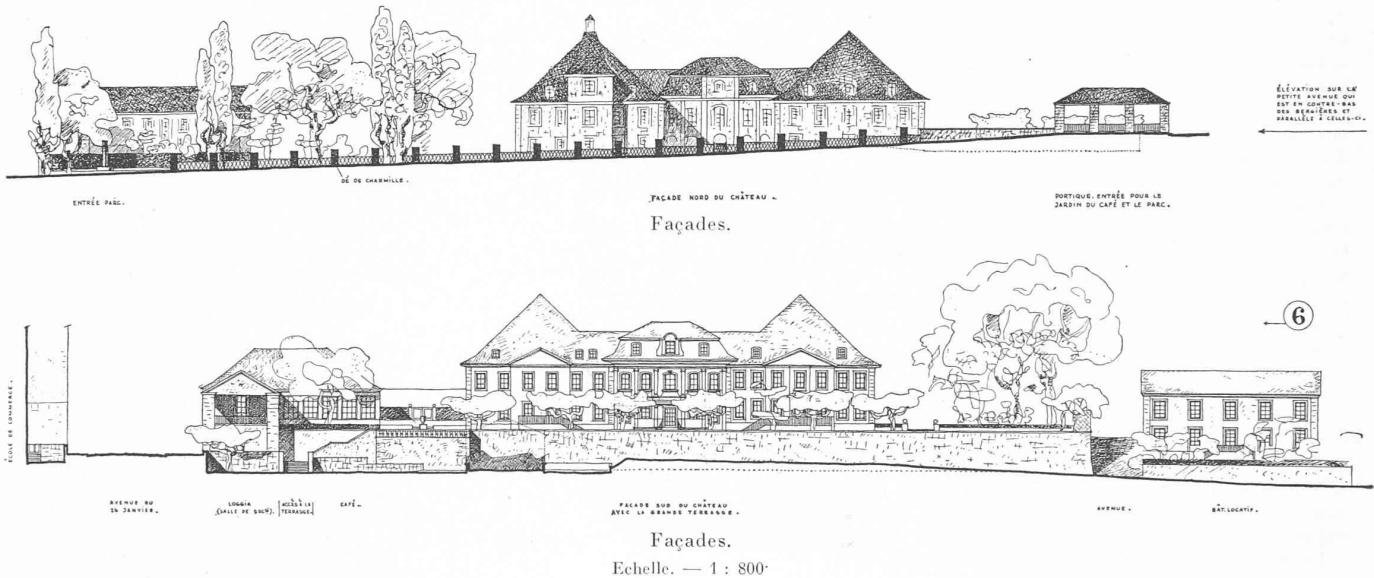 ÉLÉVATION SUR LA
PETITE AVENUE QUI
EST EN CONTRE-BAS
DES BERGIÈRES ET
PARALLÈLE A CELLES-CI.
DÉ DE CHARMILLE.
ENTRÉE PARC.
FAÇADE NORD DU CHÂTEAU.
PORTIQUE, ENTRÉE POUR LE
JARDIN DU CAFÉ ET LE PARC.
Façades.
6
ÉCOLE DE COMMERCE.
AVENUE DU
24 JANVIER.
LOGGIA
(SALLE DE SOCIÉ).
ACCÈS A LA
TERRASSE.
CAFÉ.
FACADE SUD DU CHÂTEAU
AVEC LA GRANDE TERRASSE.
AVENUE.
BÂT. LOCATIF.
Façades.
Echelle. — 1 : 800